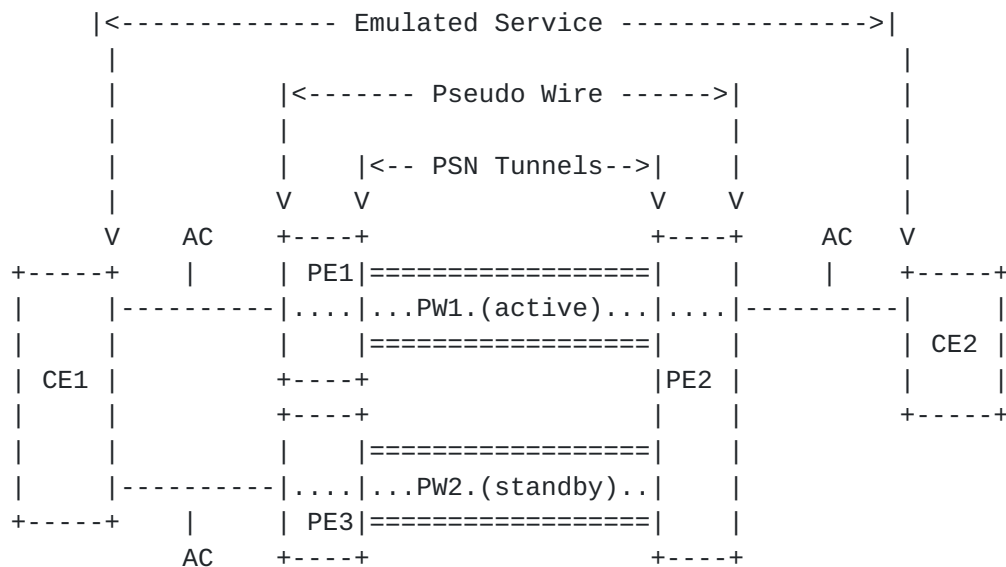 |<-------------- Emulated Service ---------------->|
|                                                  |
|          |<------- Pseudo Wire ------>|          |
|          |                            |          |
|          |    |<-- PSN Tunnels-->|    |          |
|          V    V                  V    V          |
V    AC    +----+                  +----+     AC   V
+-----+    |     | PE1|==================|    |     |    +-----+
|     |----------|....|...PW1.(active)...|....|----------|     |
|     |          |    |==================|    |          | CE2 |
| CE1 |          +----+                  |PE2 |          |     |
|     |          +----+                  |    |          +-----+
|     |          |    |==================|    |
|     |----------|....|...PW2.(standby)..|    |
+-----+    |     | PE3|==================|    |
AC    +----+                  +----+